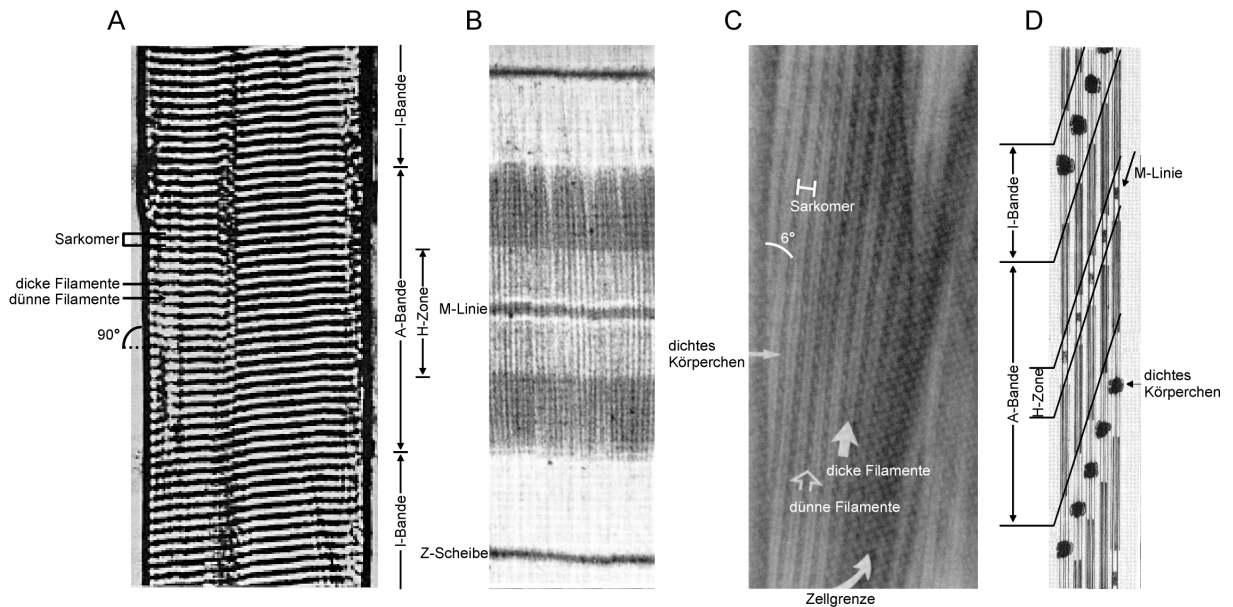 A
B
C
D
I-Bande
A-Bande
H-Zone
I-Bande
Sarkomer
dicke Filamente
dünne Filamente
90°
M-Linie
Z-Scheibe
Sarkomer
6°
dichtes
Körperchen
dicke Filamente
dünne Filamente
Zellgrenze
I-Bande
A-Bande
H-Zone
M-Linie
dichtes
Körperchen